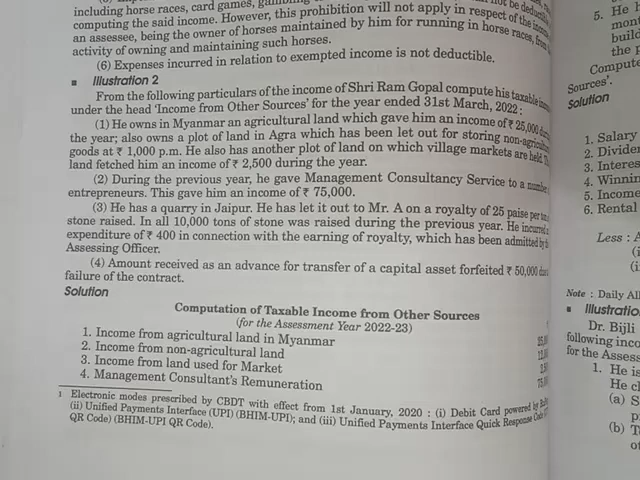 including horse races, card games,
computing the said income. However, this prohibition will not apply in respect of the income
an assessee, being the owner of horses maintained by him for running in horse races, from
activity of owning and maintaining such horses.
(6) Expenses incurred in relation to exempted income is not deductible.
■ Illustration 2
From the following particulars of the income of Shri Ram Gopal compute his taxable
under the head 'Income from Other Sources' for the year ended 31st March, 2022 :
(1) He owns in Myanmar an agricultural land which gave him an income of ₹ 25,000
the year; also owns a plot of land in Agra which has been let out for storing non-agricultural
goods at ₹ 1,000 p.m. He also has another plot of land on which village markets are held. The
land fetched him an income of ₹ 2,500 during the year.
(2) During the previous year, he gave Management Consultancy Service to a number
entrepreneurs. This gave him an income of ₹ 75,000.
(3) He has a quarry in Jaipur. He has let it out to Mr. A on a royalty of 25 paise per ton
stone raised. In all 10,000 tons of stone was raised during the previous year. He incurred
expenditure of ₹ 400 in connection with the earning of royalty, which has been admitted by
Assessing Officer.
(4) Amount received as an advance for transfer of a capital asset forfeited ₹ 50,000
failure of the contract.
Solution
Computation of Taxable Income from Other Sources
(for the Assessment Year 2022-23)
1. Income from agricultural land in Myanmar
2. Income from non-agricultural land
3. Income from land used for Market
4. Management Consultant's Remuneration
1 Electronic modes prescribed by CBDT with effect from 1st January, 2020 : (i) Debit Card powered by
(ii) Unified Payments Interface (UPI) (BHIM-UPI); and (iii) Unified Payments Interface Quick Response Code
QR Code) (BHIM-UPI QR Code).
5. He
build
the
Compute
Sources'.
Solution
1. Salary
2.
3.
4.
5. Income
6. Rental
Less :
Note : Daily
■
Dr. Bijli
following
for the
1. He is
He
(a)
(b)